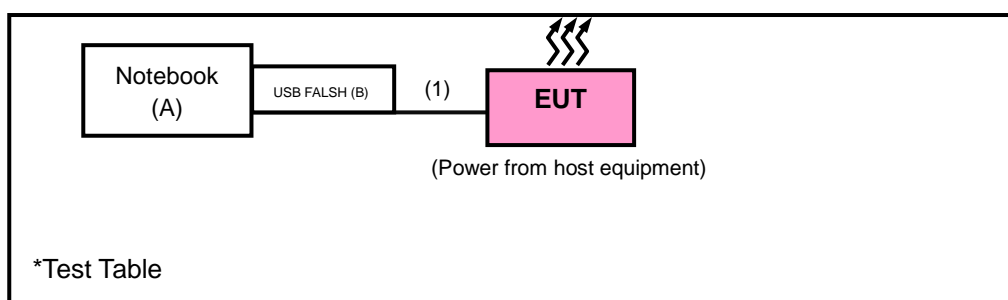 Notebook
(A)
USB FALSH (B)
(1)
EUT
(Power from host equipment)
*Test Table